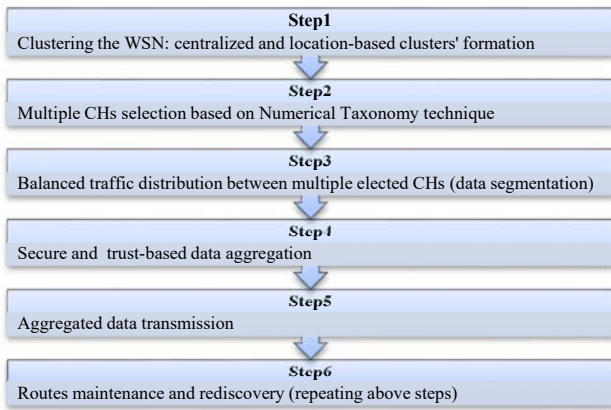 Step1
Clustering the WSN: centralized and location-based clusters' formation
Step2
Multiple CHs selection based on Numerical Taxonomy technique
Step3
Balanced traffic distribution between multiple elected CHs (data segmentation)
Step4
Secure and trust-based data aggregation
Step5
Aggregated data transmission
Step6
Routes maintenance and rediscovery (repeating above steps)